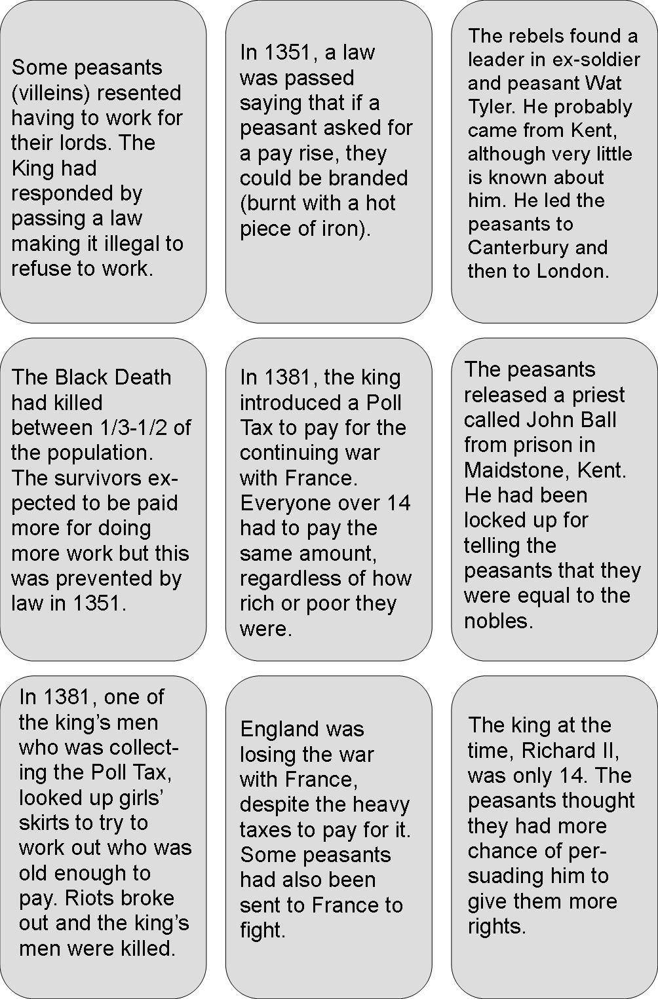 Some peasants
(villeins) resented
having to work for
their lords. The
King had
responded by
passing a law
making it illegal to
refuse to work.
In 1351, a law
was passed
saying that if a
peasant asked for
a pay rise, they
could be branded
(burnt with a hot
piece of iron).
The rebels found a
leader in ex-soldier
and peasant Wat
Tyler. He probably
came from Kent,
although very little
is known about
him. He led the
peasants to
Canterbury and
then to London.
The Black Death
had killed
between 1/3-1/2 of
the population.
The survivors ex-
pected to be paid
more for doing
more work but this
was prevented by
law in 1351.
In 1381, the king
introduced a Poll
Tax to pay for the
continuing war
with France.
Everyone over 14
had to pay the
same amount,
regardless of how
rich or poor they
were.
The peasants
released a priest
called John Ball
from prison in
Maidstone, Kent.
He had been
locked up for
telling the
peasants that they
were equal to the
nobles.
In 1381, one of
the king’s men
who was collect-
ing the Poll Tax,
looked up girls’
skirts to try to
work out who was
old enough to
pay. Riots broke
out and the king’s
men were killed.
England was
losing the war
with France,
despite the heavy
taxes to pay for it.
Some peasants
had also been
sent to France to
fight.
The king at the
time, Richard II,
was only 14. The
peasants thought
they had more
chance of per-
suading him to
give them more
rights.